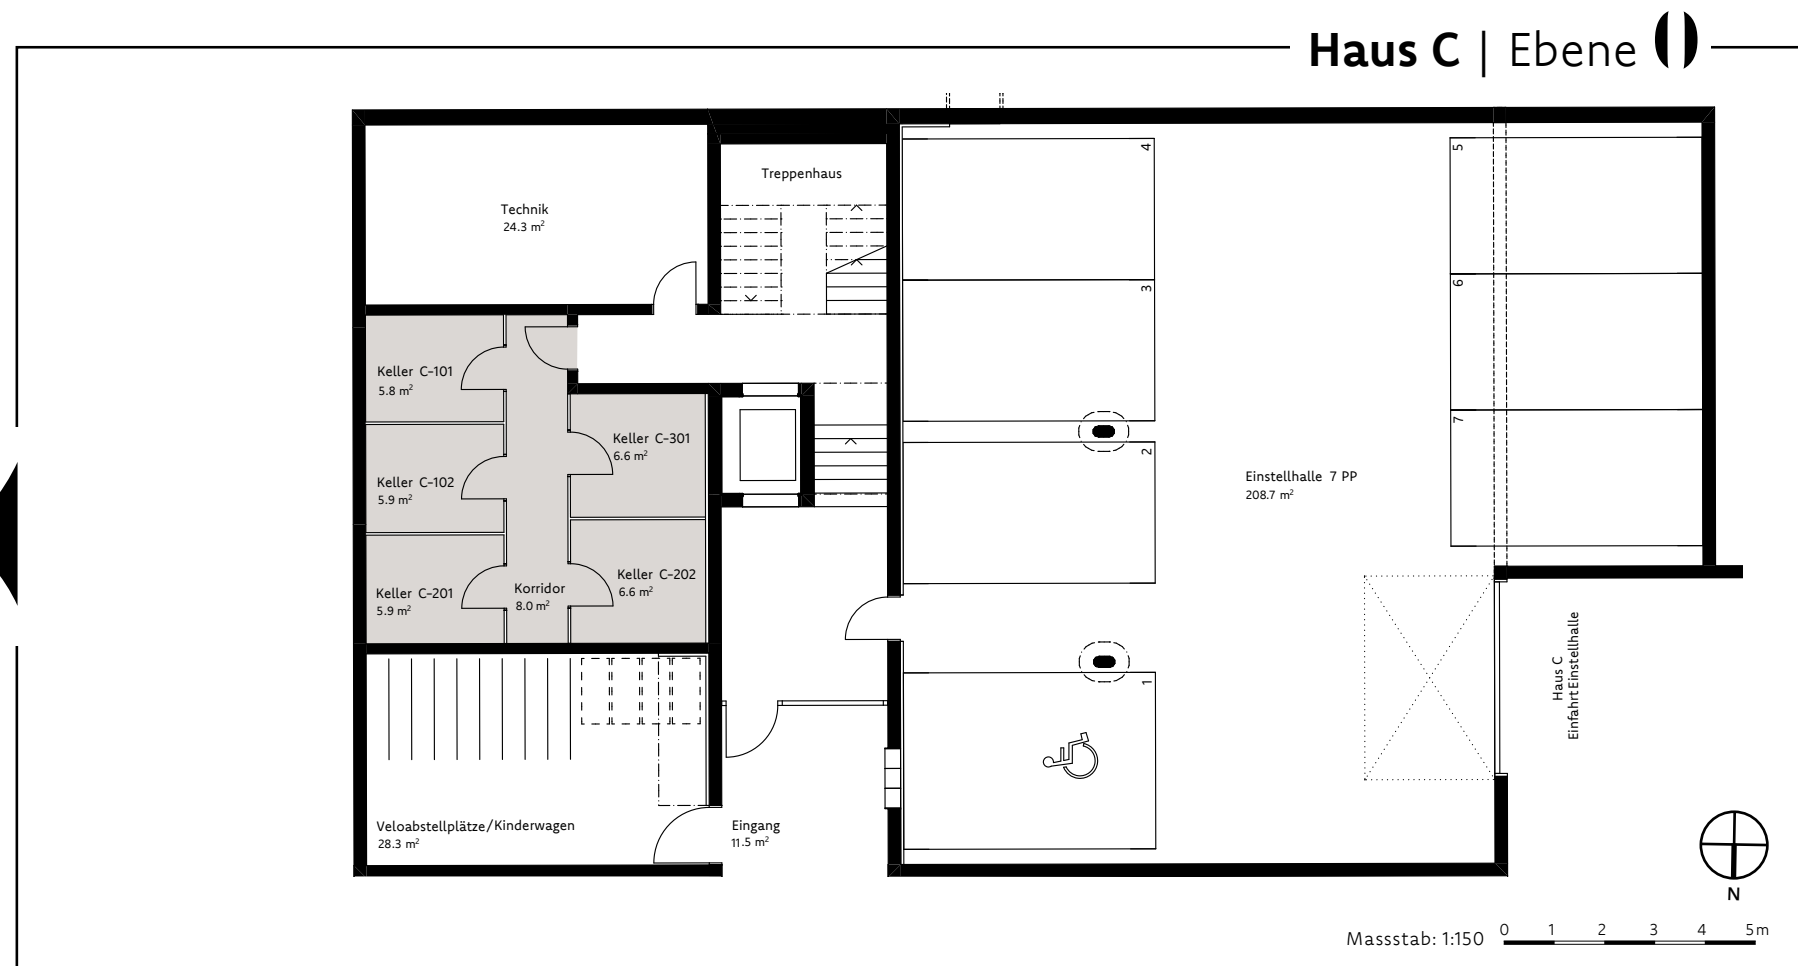 Haus C | Ebene 0
Treppenhaus
Technik
24.3 m²
4
5
3
6
Keller C-101
5.8 m²
Keller C-301
6.6 m²
Keller C-102
5.9 m²
2
7
Einstellhalle 7 PP
208.7 m²
Keller C-201
5.9 m²
Korridor
8.0 m²
Keller C-202
6.6 m²
Haus C
Einfahrt Einstellhalle
1
Veloabstellplätze/Kinderwagen
28.3 m²
Eingang
11.5 m²
N
Massstab: 1:150
0 1 2 3 4 5m